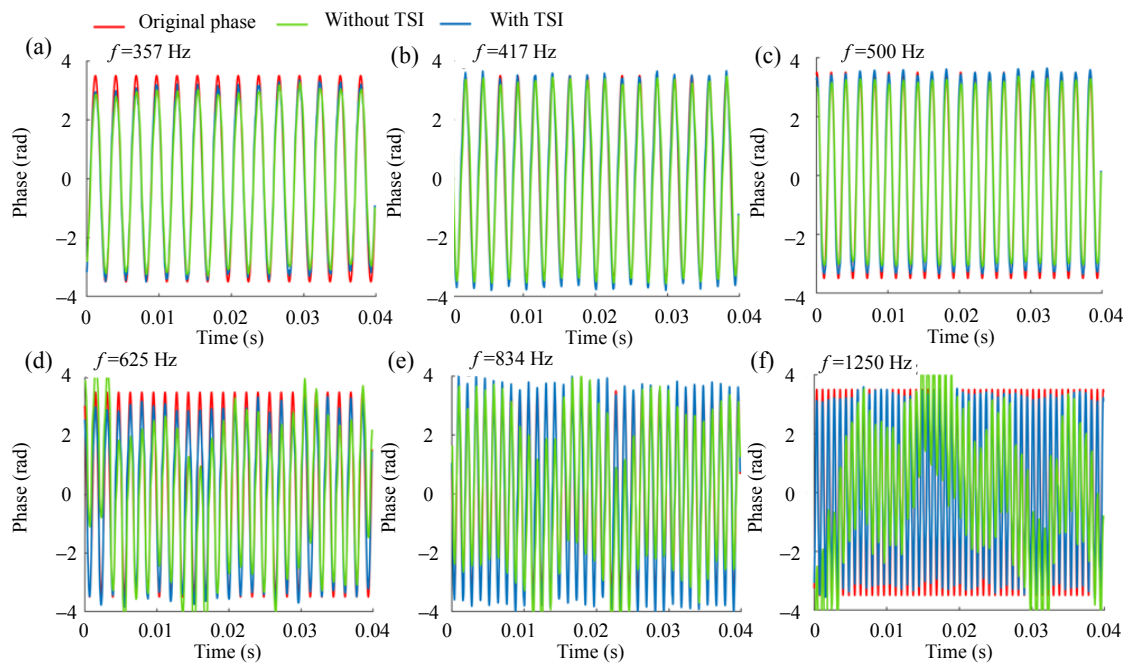 Original phase Without TSI With TSI
(a) f=357 Hz
(b) f=417 Hz
(c) f=500 Hz
4 4 4
2 2 2
0 0 0
−2 −2 −2
−4 −4 −4
Phase (rad) Phase (rad) Phase (rad)
0 0.01 0.02 0.03 0.04
0 0.01 0.02 0.03 0.04
0 0.01 0.02 0.03 0.04
Time (s) Time (s) Time (s)
(d) f=625 Hz
(e) f=834 Hz
(f) f=1250 Hz
4 4 4
2 2 2
0 0 0
−2 −2 −2
−4 −4 −4
Phase (rad) Phase (rad) Phase (rad)
0 0.01 0.02 0.03 0.04
0 0.01 0.02 0.03 0.04
0 0.01 0.02 0.03 0.04
Time (s) Time (s) Time (s)